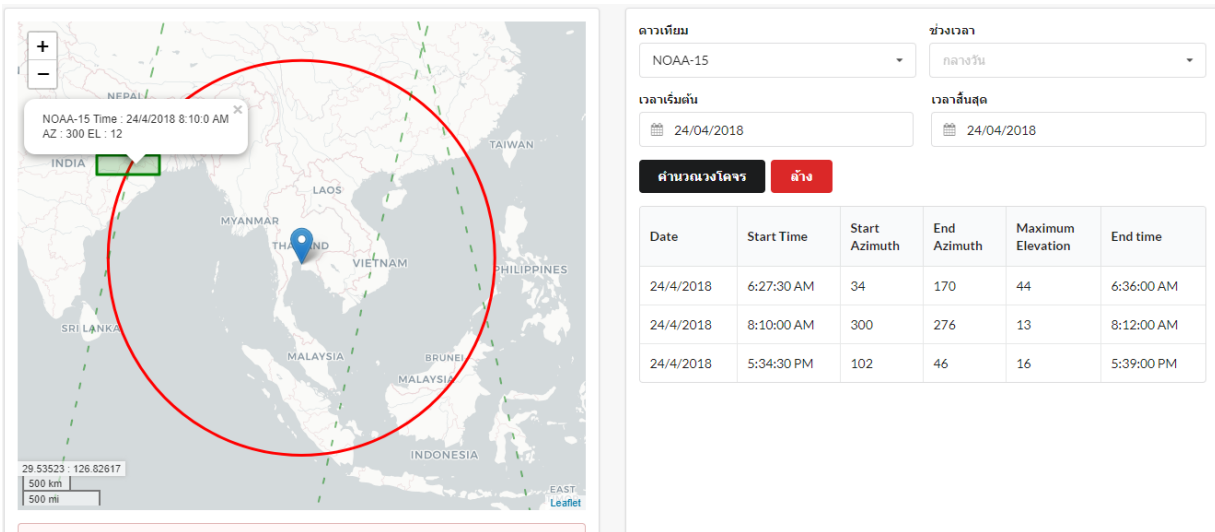 +
−
NEPAL
NOAA-15 Time : 24/4/2018 8:10:0 AM ×
AZ : 300 EL : 12
INDIA
TAIWAN
LAOS
MYANMAR
THAILAND
VIETNAM
PHILIPPINES
SRI LANKA
MALAYSIA
BRUNEI
MALAYSIA
INDONESIA
29.53523 : 126.82617
500 km
500 mi
EAST
Leaflet
ดาวเทียม ช่วงเวลา
NOAA-15 กลางวัน
เวลาเริ่มต้น เวลาสิ้นสุด
24/04/2018 24/04/2018
คำนวณวงโคจร ล้าง
Date Start Time Start Azimuth End Azimuth Maximum Elevation End time
24/4/2018 6:27:30 AM 34 170 44 6:36:00 AM
24/4/2018 8:10:00 AM 300 276 13 8:12:00 AM
24/4/2018 5:34:30 PM 102 46 16 5:39:00 PM